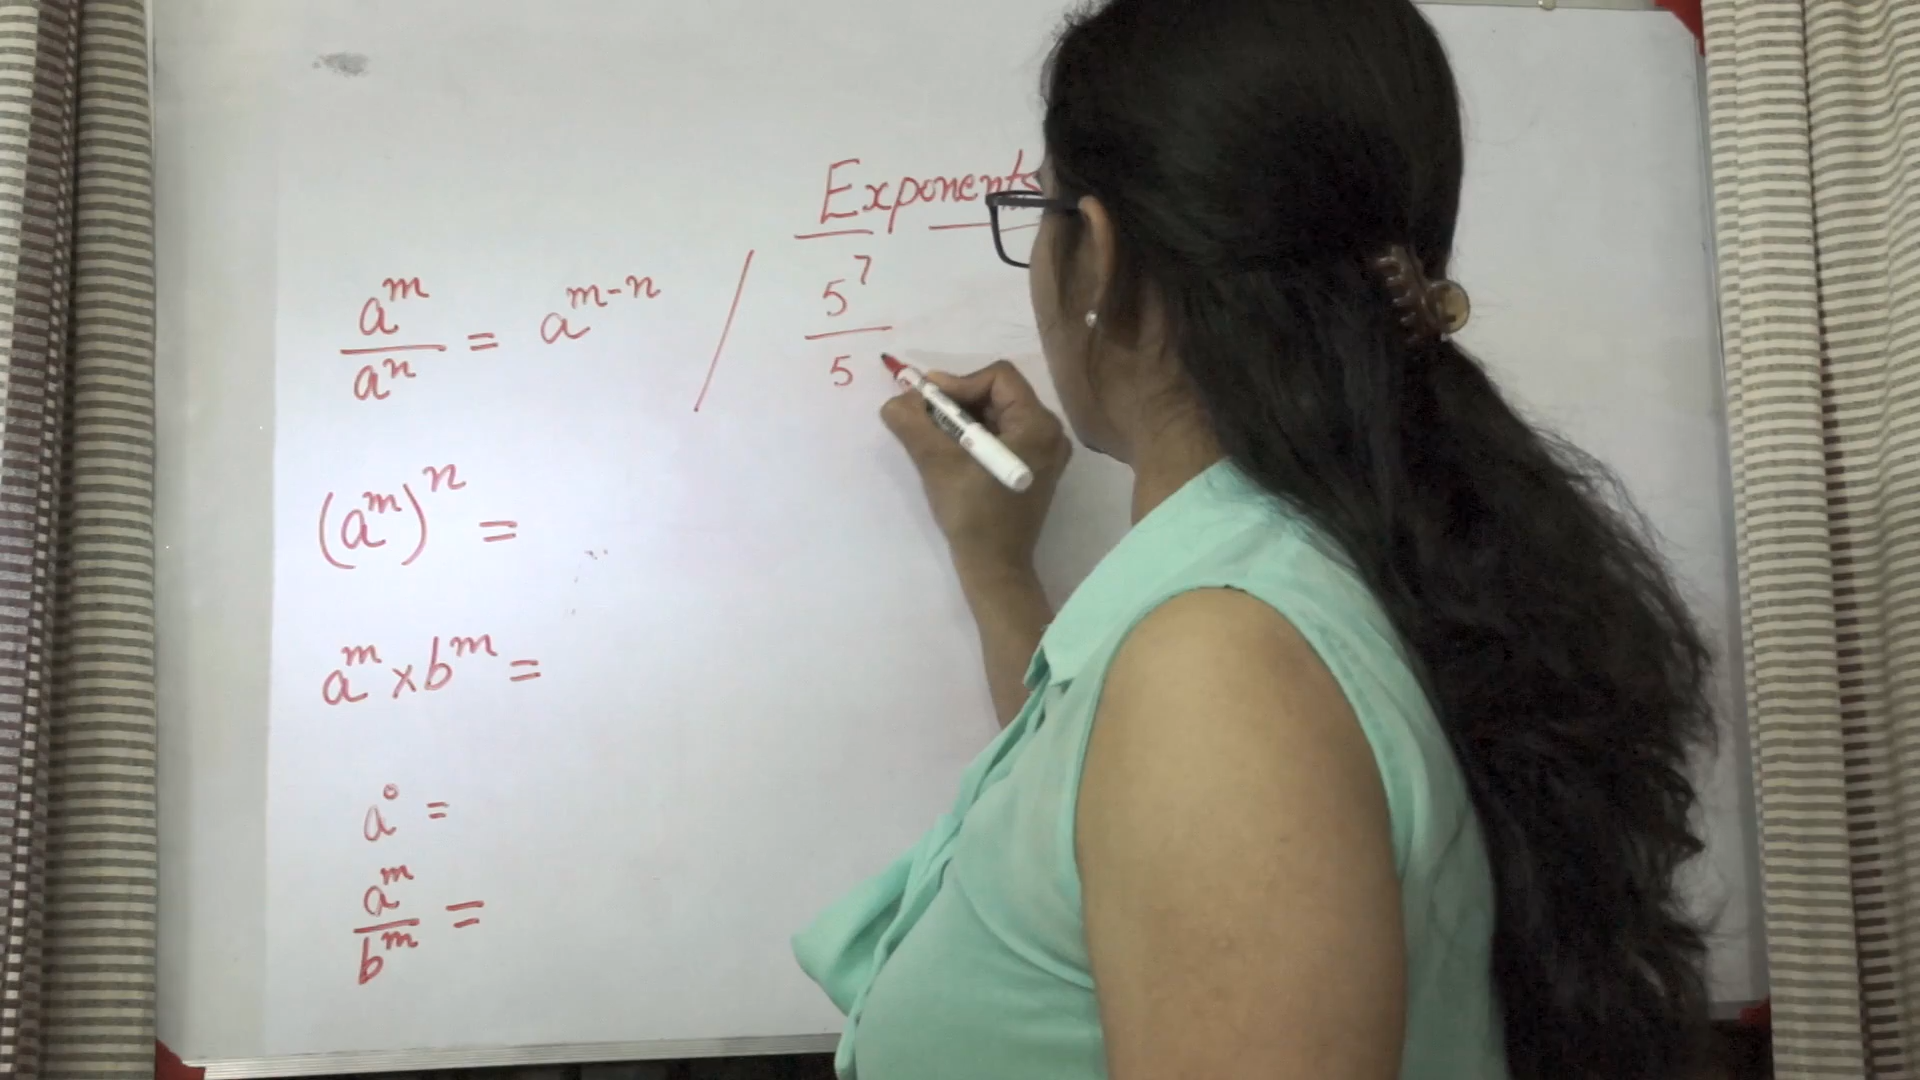 Exponents
a^m / a^n = a^(m-n) / 5^7 / 5
(a^m)^n =
a^m × b^m =
a^0 =
a^m / b^m =